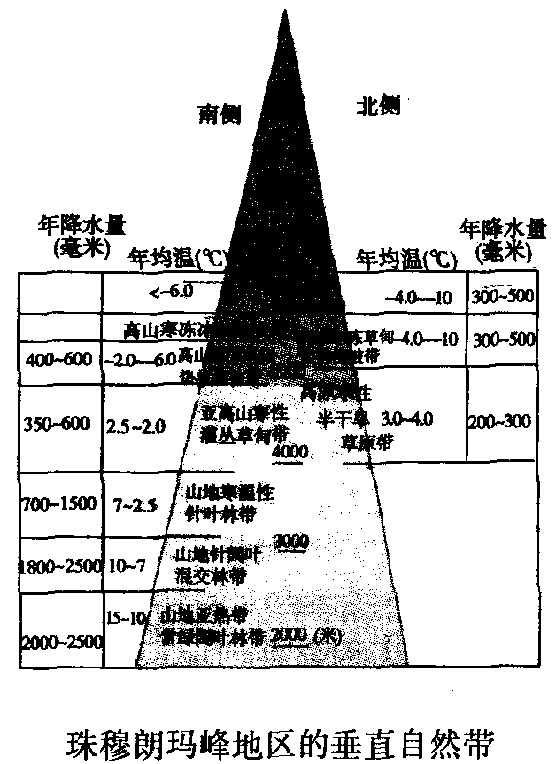 南侧
北侧
年降水量
(毫米)
年均温(℃)
年均温(℃)
年降水量
(毫米)
<-6.0
-4.0—10
300~500
高山寒冻冰
冻草甸
-4.0—10
300~500
400~600
-2.0—6.0
高山
350~600
2.5~2.0
亚高山寒性
灌丛草甸带
4000
高原寒性
半干旱
草原带
3.0~4.0
200~300
700~1500
7~2.5
山地寒温性
针叶林带
3000
1800~2500
10~7
山地针阔叶
混交林带
2000~2500
15~10
山地亚热带
常绿阔叶林带
2000(米)
珠穆朗玛峰地区的垂直自然带